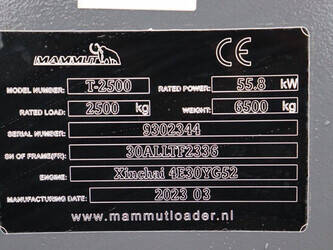 MAMMUT CE
MODEL NUMBER: T-2500 RATED POWER: 55.8 kW
RATED LOAD: 2500 kg WEIGHT: 6500 kg
SERIAL NUMBER: 9302344
SN OF FRAME(FR): 30ALLTF2336
ENGINE: Xinchai 4E30YG52
MANUFACTURING DATE: 2023 03
www.mammutloader.nl